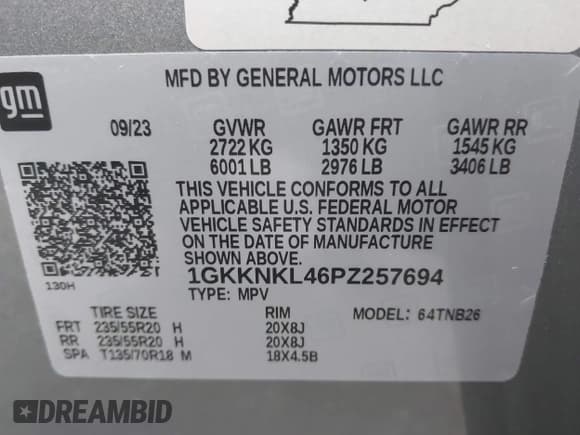 gm
MFD BY GENERAL MOTORS LLC
09/23 GVWR GAWR FRT GAWR RR
2722 KG 1350 KG 1545 KG
6001 LB 2976 LB 3406 LB
THIS VEHICLE CONFORMS TO ALL
APPLICABLE U.S. FEDERAL MOTOR
VEHICLE SAFETY STANDARDS IN EFFECT
ON THE DATE OF MANUFACTURE
SHOWN ABOVE.
130H
1GKKNKL46PZ257694
TYPE: MPV
TIRE SIZE RIM MODEL: 64TNB26
FRT 235/55R20 H 20X8J
RR 235/55R20 H 20X8J
SPA T135/70R18 M 18X4.5B
DREAMBID